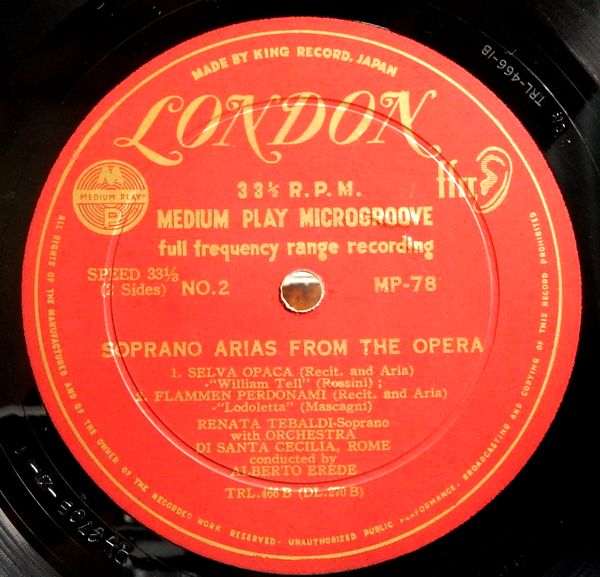 MADE BY KING RECORD, JAPAN
LONDON
ffrr
MEDIUM PLAY
MP
33⅓ R.P.M.
MEDIUM PLAY MICROGROOVE
full frequency range recording
SPEED 33⅓
(2 Sides) NO.2 MP-78
SOPRANO ARIAS FROM THE OPERA
1. SELVA OPACA (Recit. and Aria)
-"William Tell" (Rossini) ;
2. FLAMMEN PERDONAMI (Recit. and Aria)
-"Lodoletta" (Mascagni)
RENATA TEBALDI-Soprano
with ORCHESTRA
DI SANTA CECILIA, ROME
conducted by
ALBERTO EREDE
TRL.466 B (DL.270 B)
ALL RIGHTS OF THE MANUFACTURER AND OF THE OWNER OF THE RECORDED WORK RESERVED - UNAUTHORISED PUBLIC PERFORMANCE, BROADCASTING AND COPYING OF THIS RECORD PROHIBITED
TRL-466-1B